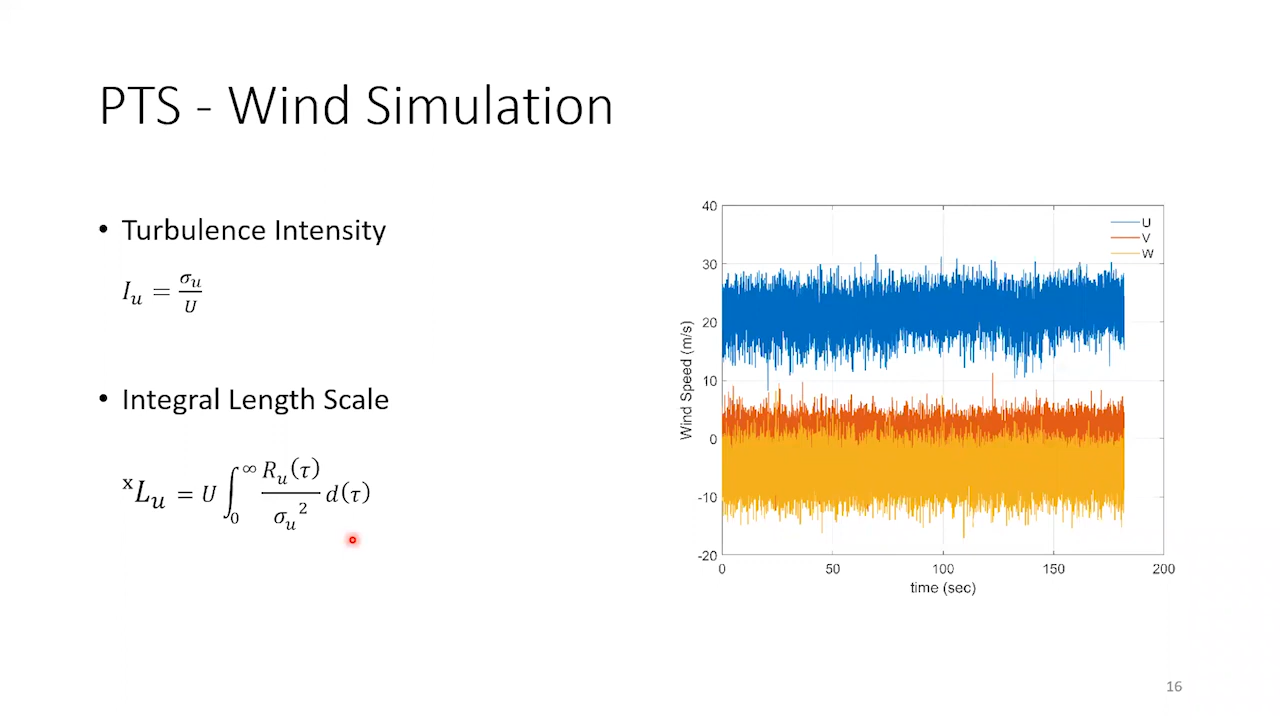 PTS - Wind Simulation
• Turbulence Intensity
I_u = σ_u / U
• Integral Length Scale
ˣL_u = U ∫₀^∞ R_u(τ) / σ_u² d(τ)
40
30
20
10
0
-10
-20
Wind Speed (m/s)
U
V
W
0 50 100 150 200
time (sec)
16